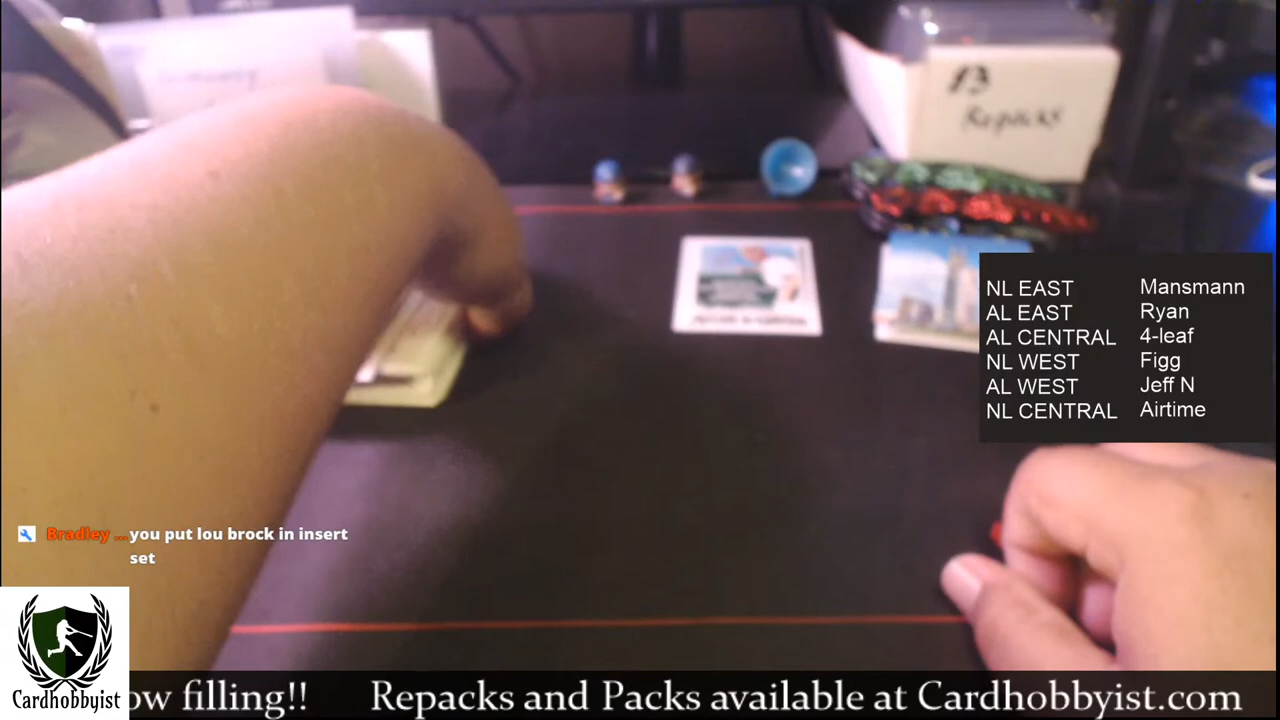 13
Repacks
NL EAST Mansmann
AL EAST Ryan
AL CENTRAL 4-leaf
NL WEST Figg
AL WEST Jeff N
NL CENTRAL Airtime
Bradley ... you put lou brock in insert
set
Cardhobbyist
ow filling!! Repacks and Packs available at Cardhobbyist.com